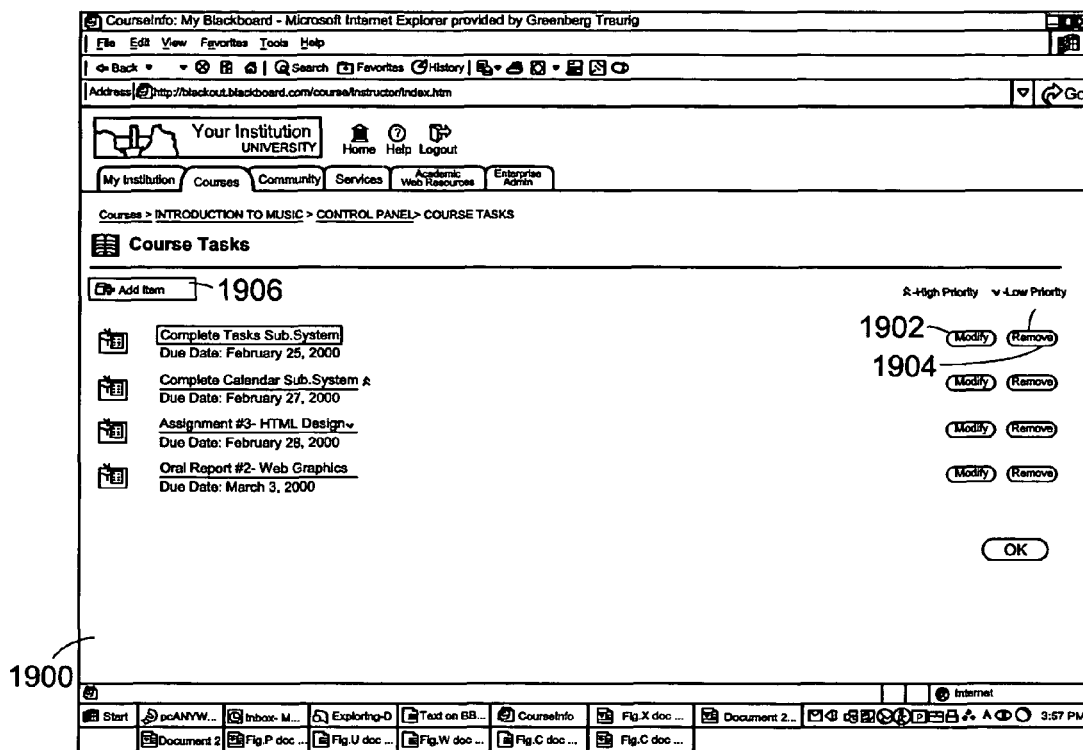 CourseInfo: My Blackboard - Microsoft Internet Explorer provided by Greenberg Traurig
File Edit View Favorites Tools Help
Back Search Favorites History
Address http://blackout.blackboard.com/course/instructor/index.htm Go
Your Institution
UNIVERSITY
Home Help Logout
My Institution Courses Community Services Academic Web Resources Enterprise Admin
Courses > INTRODUCTION TO MUSIC > CONTROL PANEL> COURSE TASKS
Course Tasks
Add Item 1906
-High Priority -Low Priority
Complete Tasks Sub.System 1902 Modify Remove
Due Date: February 25, 2000 1904
Complete Calendar Sub.System Modify Remove
Due Date: February 27, 2000
Assignment #3- HTML Design Modify Remove
Due Date: February 28, 2000
Oral Report #2- Web Graphics Modify Remove
Due Date: March 3, 2000
OK
1900
Internet
Start pcANYW... Inbox- M... Exploring-D Text on BB... CourseInfo Fig.X doc ... Document 2... 3:57 PM
Document 2 Fig.P doc ... Fig.U doc ... Fig.W doc ... Fig.C doc ... Fig.C doc ...